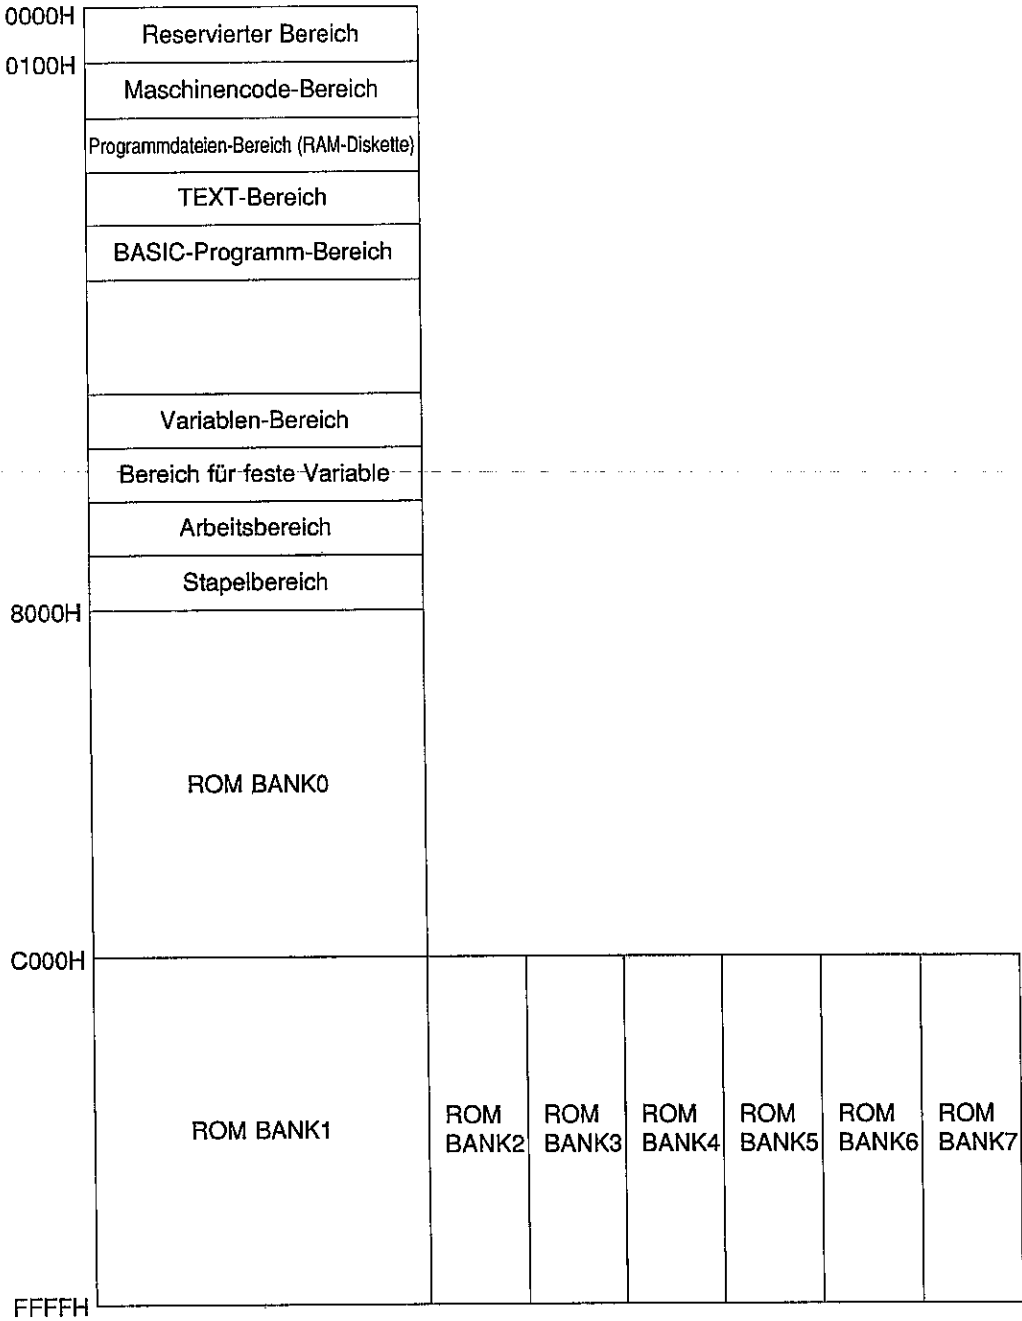 0000H
Reservierter Bereich
0100H
Maschinencode-Bereich
Programmdateien-Bereich (RAM-Diskette)
TEXT-Bereich
BASIC-Programm-Bereich
Variablen-Bereich
Bereich für feste Variable
Arbeitsbereich
Stapelbereich
8000H
ROM BANK0
C000H
ROM BANK1
ROM
BANK2
ROM
BANK3
ROM
BANK4
ROM
BANK5
ROM
BANK6
ROM
BANK7
FFFFH